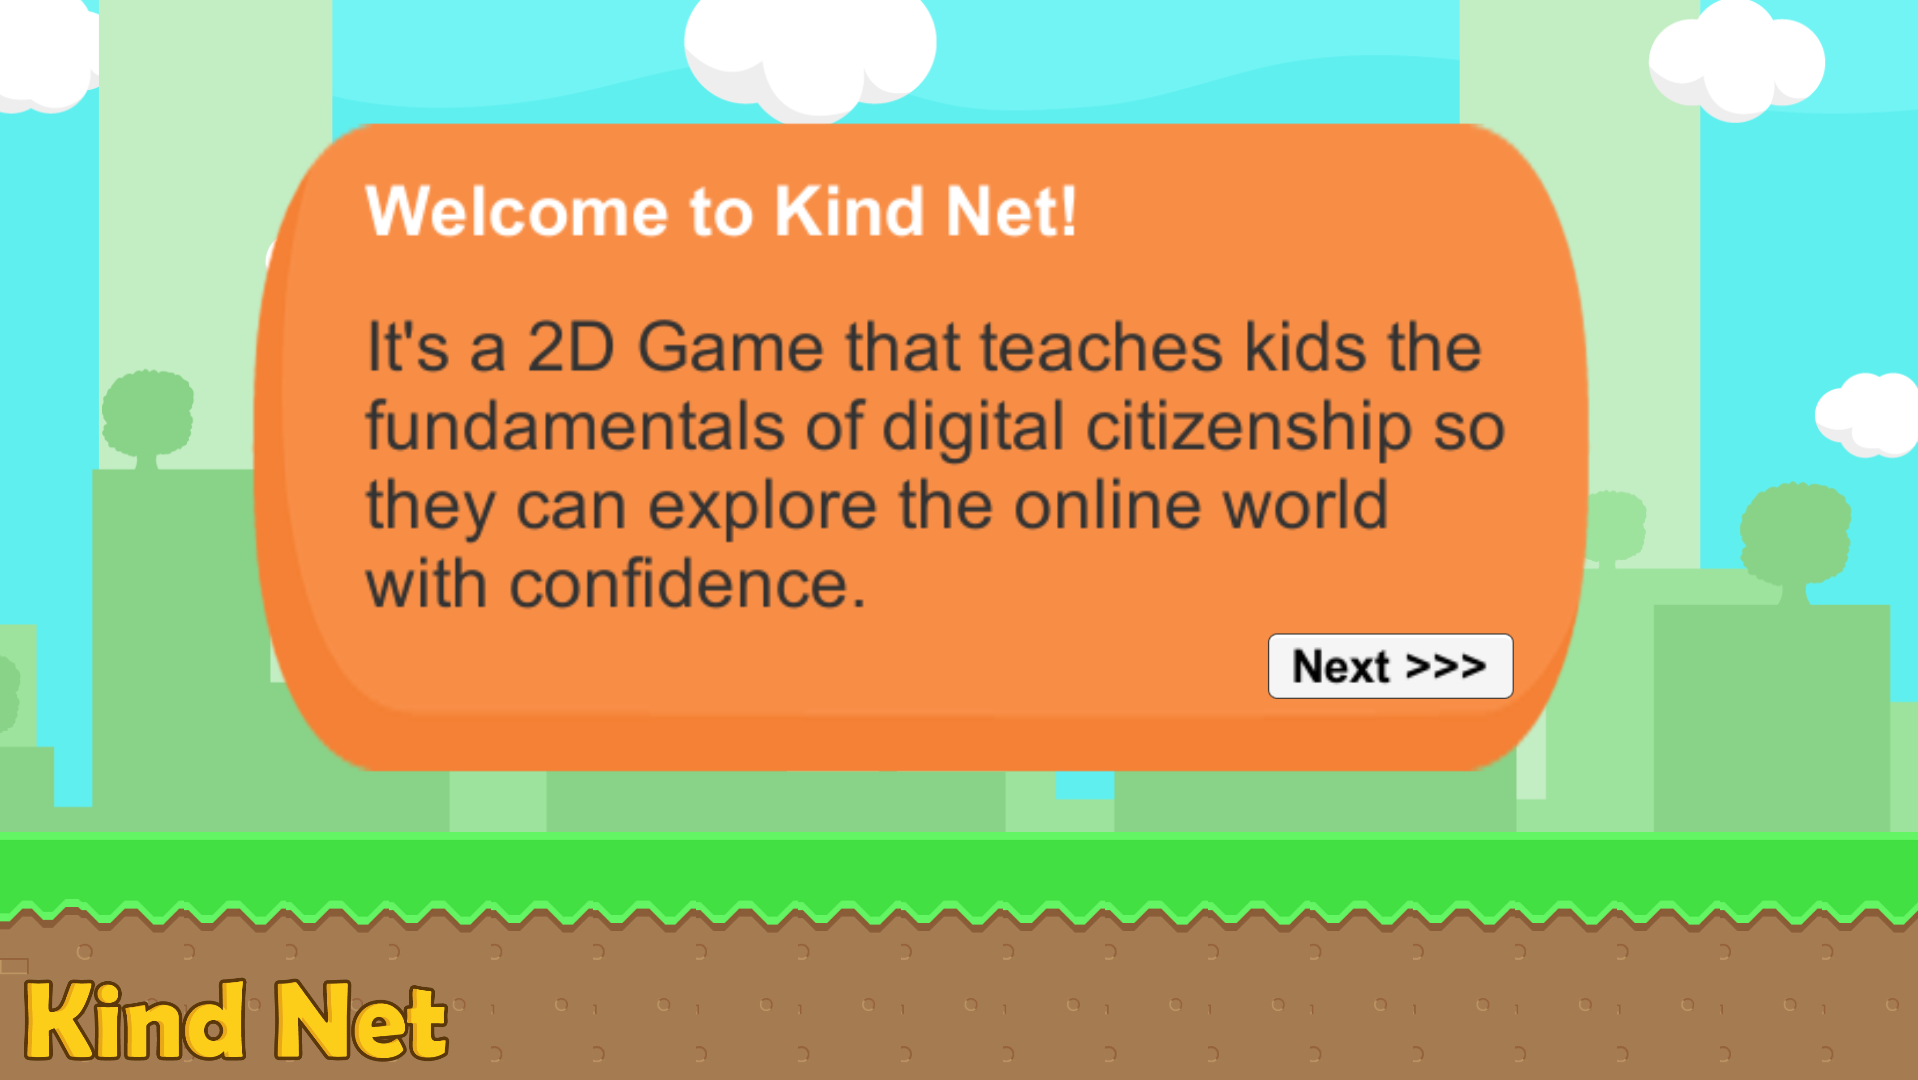 Welcome to Kind Net!
It's a 2D Game that teaches kids the
fundamentals of digital citizenship so
they can explore the online world
with confidence.
Next >>>
Kind Net